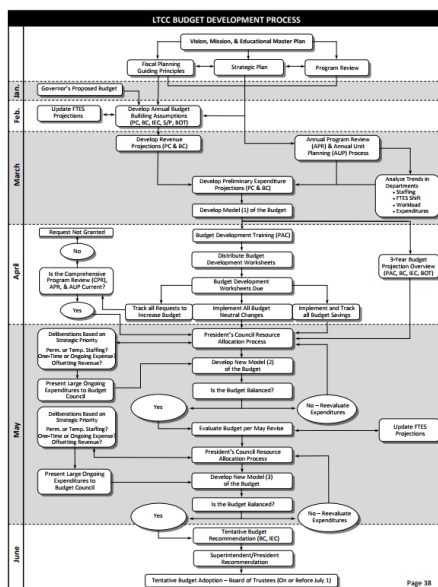 LTCC BUDGET DEVELOPMENT PROCESS
Vision, Mission, & Educational Master Plan
Fiscal Planning
Guiding Principles
Strategic Plan
Program Review
Jan.
Governor's Proposed Budget
Feb.
Update FTES
Projections
Develop Annual Budget
Building Assumptions
(PC, BC, IEC, S/P, BOT)
March
Develop Revenue
Projections (PC & BC)
Annual Program Review
(APR) & Annual Unit
Planning (AUP) Process
Develop Preliminary Expenditure
Projections (PC & BC)
Analyze Trends in
Departments
• Staffing
• FTES Shift
• Workload
• Expenditures
Develop Model (1) of the Budget
April
Request Not Granted
No
Is the Comprehensive
Program Review (CPR),
APR, & AUP Current?
Yes
Budget Development Training (PAC)
Distribute Budget
Development Worksheets
Budget Development
Worksheets Due
3-Year Budget
Projection Overview
(PAC, BC, IEC, BOT)
Track all Requests to
Increase Budget
Implement All Budget
Neutral Changes
Implement and Track
all Budget Savings
May
Deliberations Based on
Strategic Priority
Perm. or Temp. Staffing?
One-Time or Ongoing Expense?
Offsetting Revenue?
President's Council Resource
Allocation Process
Present Large Ongoing
Expenditures to Budget
Council
Develop New Model (2)
of the Budget
Is the Budget Balanced?
Yes
No – Reevaluate
Expenditures
Deliberations Based on
Strategic Priority
Perm. or Temp. Staffing?
One-Time or Ongoing Expense?
Offsetting Revenue?
Evaluate Budget per May Revise
Update FTES
Projections
President's Council Resource
Allocation Process
Present Large Ongoing
Expenditures to
Budget Council
Develop New Model (3)
of the Budget
Is the Budget Balanced?
Yes
No – Reevaluate
Expenditures
June
Tentative Budget
Recommendation (BC, IEC)
Superintendent/President
Recommendation
Tentative Budget Adoption – Board of Trustees (On or Before July 1)
Page 38